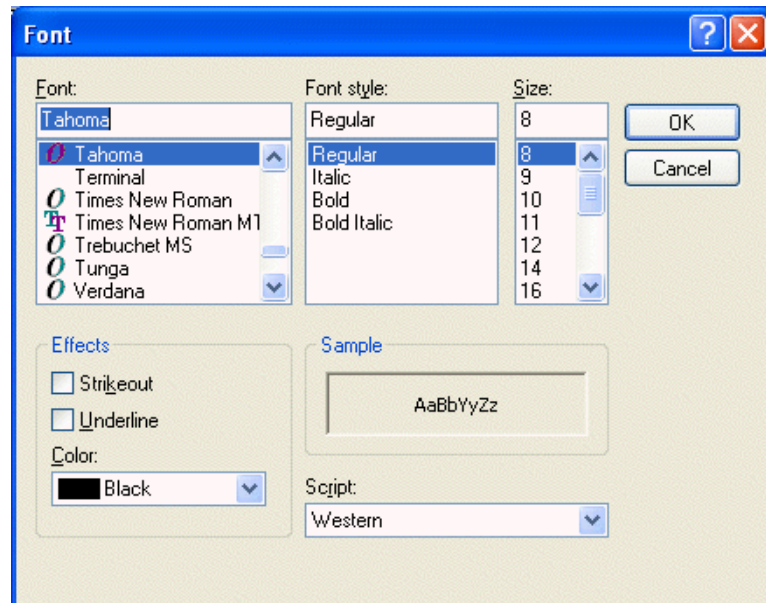 Font
Font:
Font style:
Size:
Tahoma
Regular
8
OK
Cancel
Tahoma
Terminal
Times New Roman
Times New Roman MT
Trebuchet MS
Tunga
Verdana
Regular
Italic
Bold
Bold Italic
8
9
10
11
12
14
16
Effects
Strikeout
Underline
Color:
Black
Sample
AaBbYyZz
Script:
Western